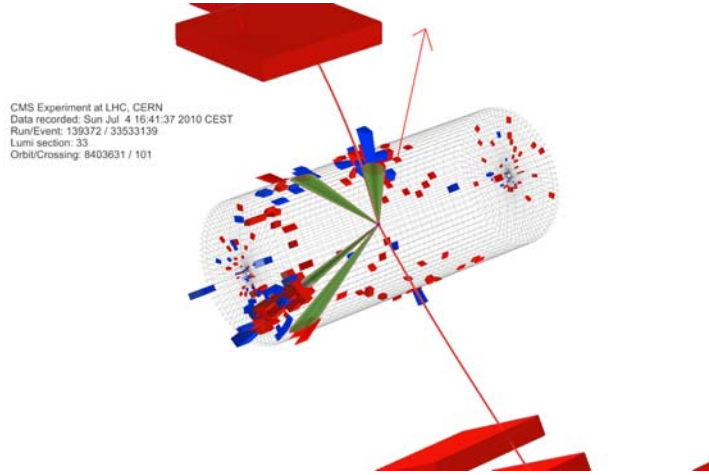 CMS Experiment at LHC, CERN
Data recorded: Sun Jul 4 16:41:37 2010 CEST
Run/Event: 139372 / 33533139
Lumi section: 33
Orbit/Crossing: 8403631 / 101